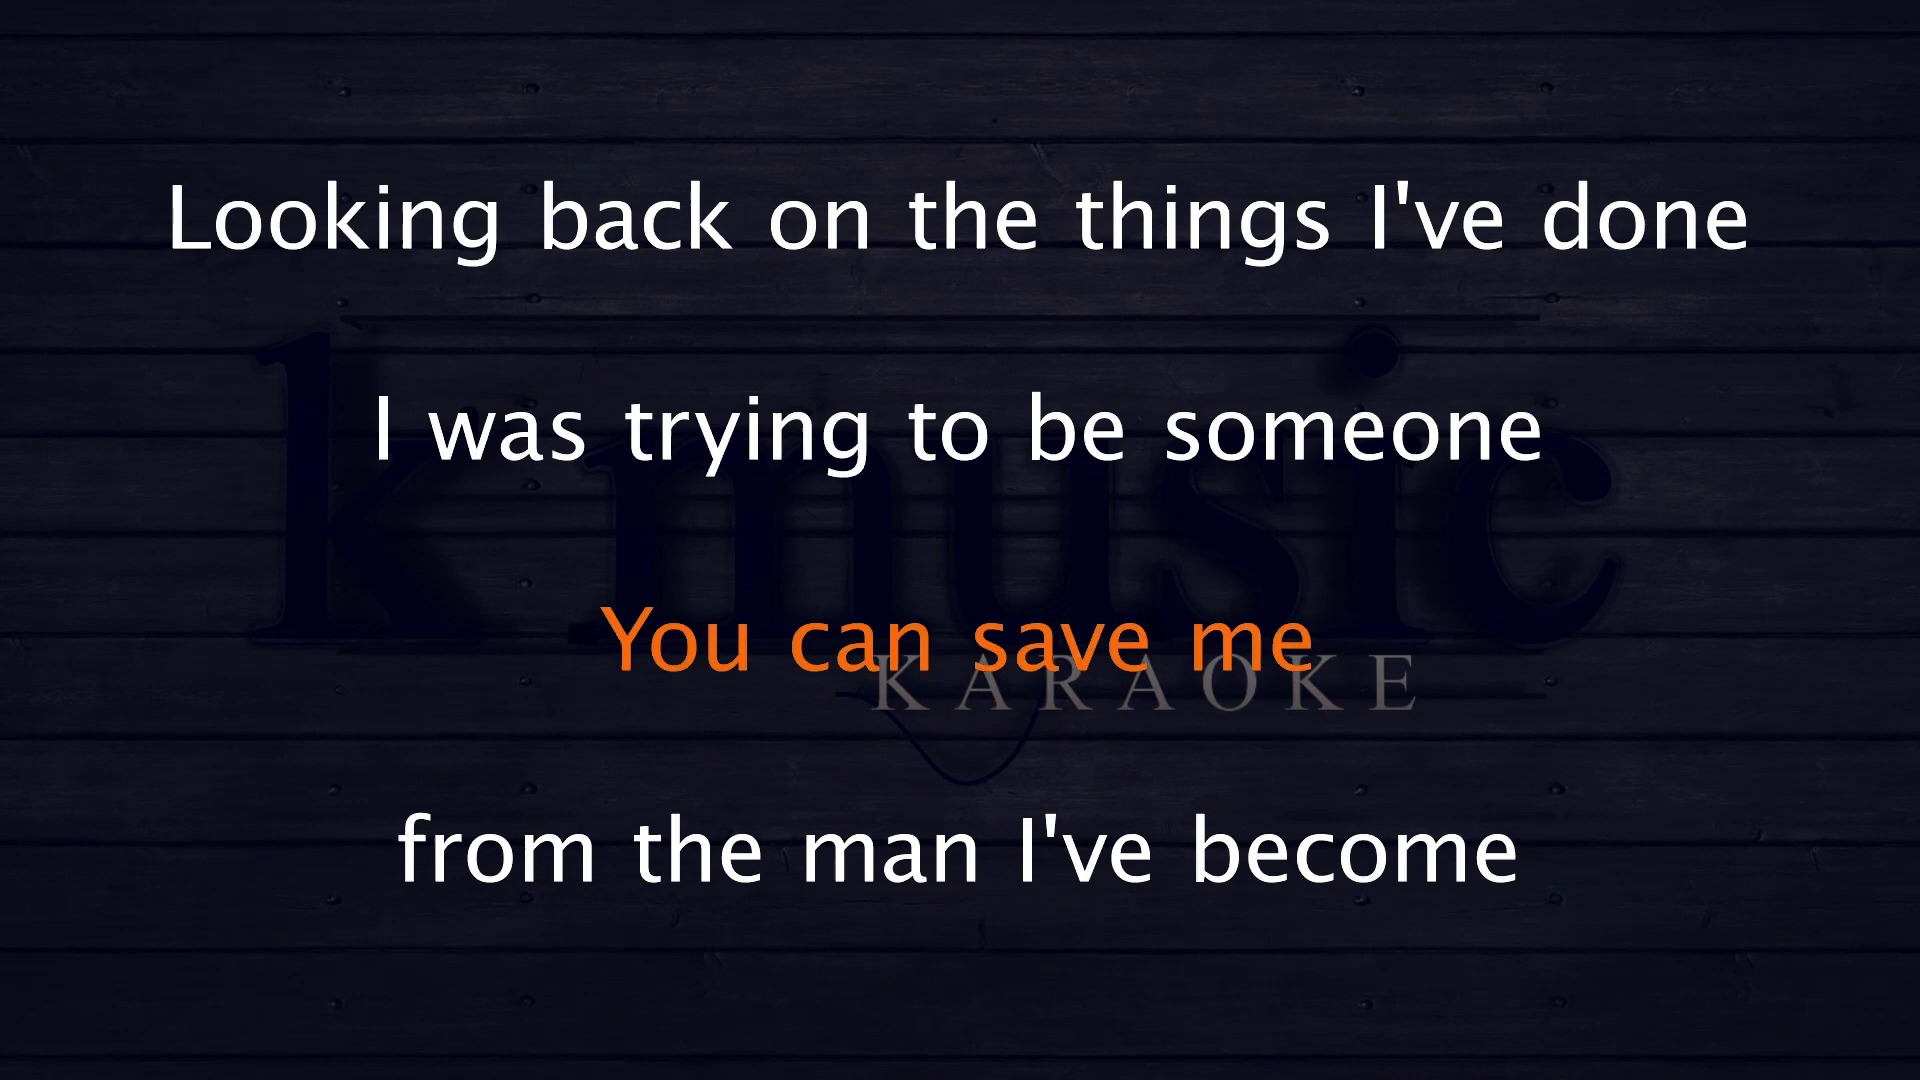 Looking back on the things I've done
I was trying to be someone
k music
You can save me
KARAOKE
from the man I've become